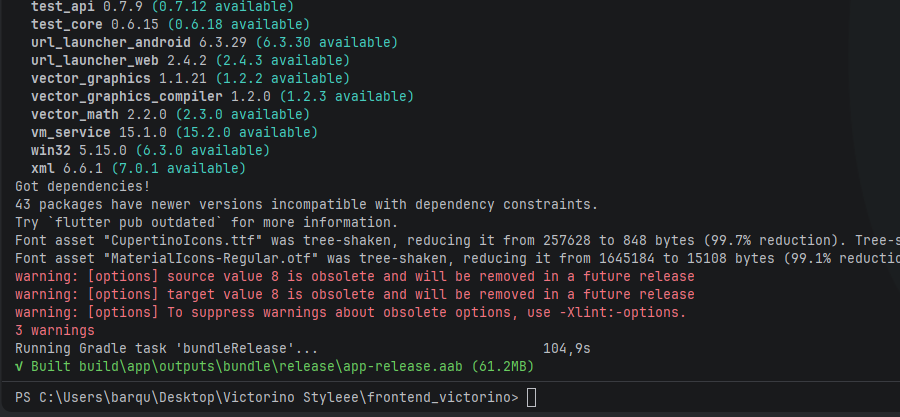 test_api 0.7.9 (0.7.12 available)
test_core 0.6.15 (0.6.18 available)
url_launcher_android 6.3.29 (6.3.30 available)
url_launcher_web 2.4.2 (2.4.3 available)
vector_graphics 1.1.21 (1.2.2 available)
vector_graphics_compiler 1.2.0 (1.2.3 available)
vector_math 2.2.0 (2.3.0 available)
vm_service 15.1.0 (15.2.0 available)
win32 5.15.0 (6.3.0 available)
xml 6.6.1 (7.0.1 available)
Got dependencies!
43 packages have newer versions incompatible with dependency constraints.
Try `flutter pub outdated` for more information.
Font asset "CupertinoIcons.ttf" was tree-shaken, reducing it from 257628 to 848 bytes (99.7% reduction). Tree-s
Font asset "MaterialIcons-Regular.otf" was tree-shaken, reducing it from 1645184 to 15108 bytes (99.1% reductio
warning: [options] source value 8 is obsolete and will be removed in a future release
warning: [options] target value 8 is obsolete and will be removed in a future release
warning: [options] To suppress warnings about obsolete options, use -Xlint:-options.
3 warnings
Running Gradle task 'bundleRelease'... 104,9s
√ Built build\app\outputs\bundle\release\app-release.aab (61.2MB)
PS C:\Users\barqu\Desktop\Victorino Styleee\frontend_victorino>